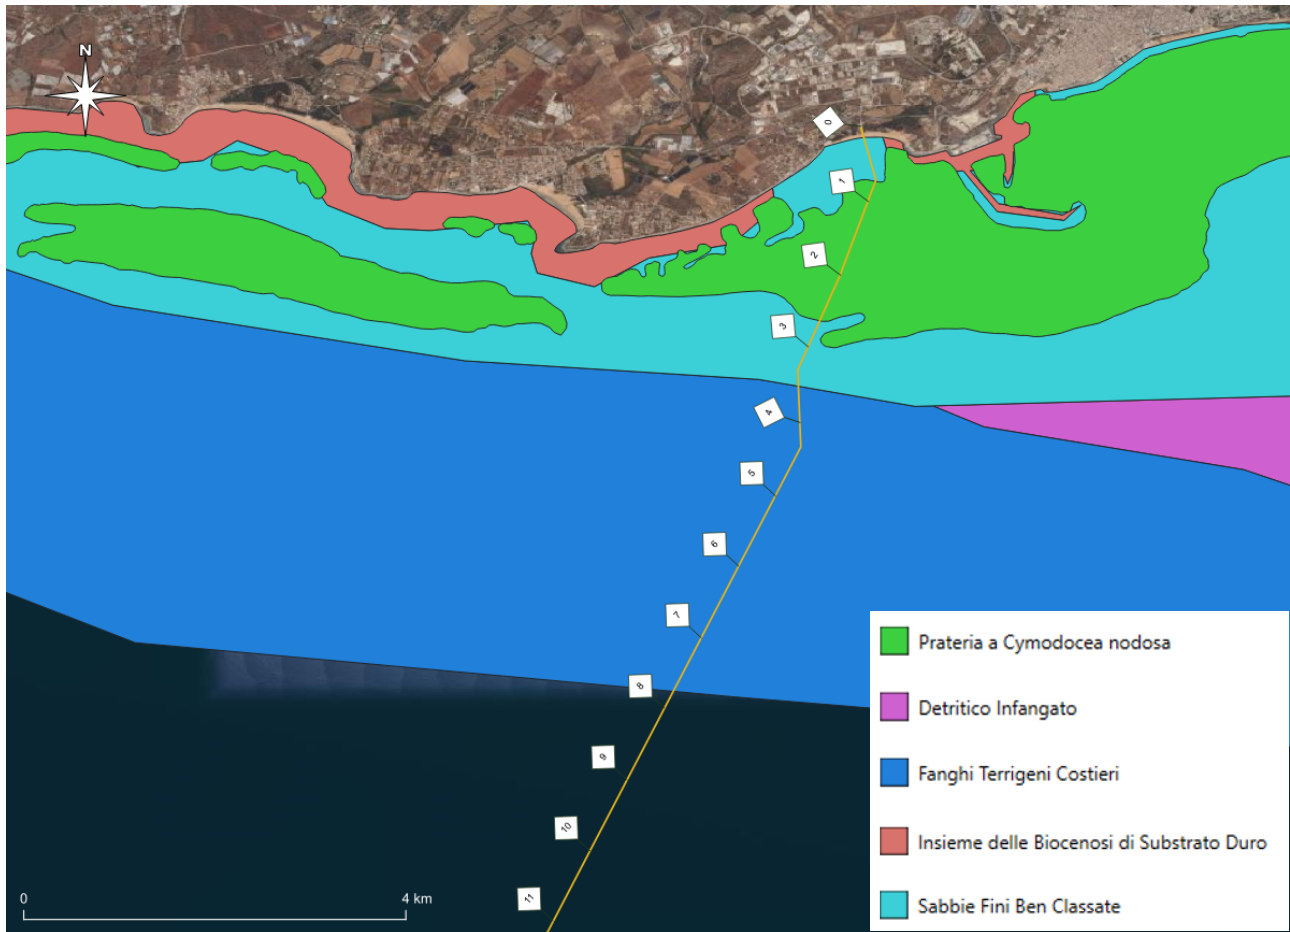 N
0
1
2
3
4
5
6
7
8
9
10
11
0 4 km
Prateria a Cymodocea nodosa
Detritico Infangato
Fanghi Terrigeni Costieri
Insieme delle Biocenosi di Substrato Duro
Sabbie Fini Ben Classate